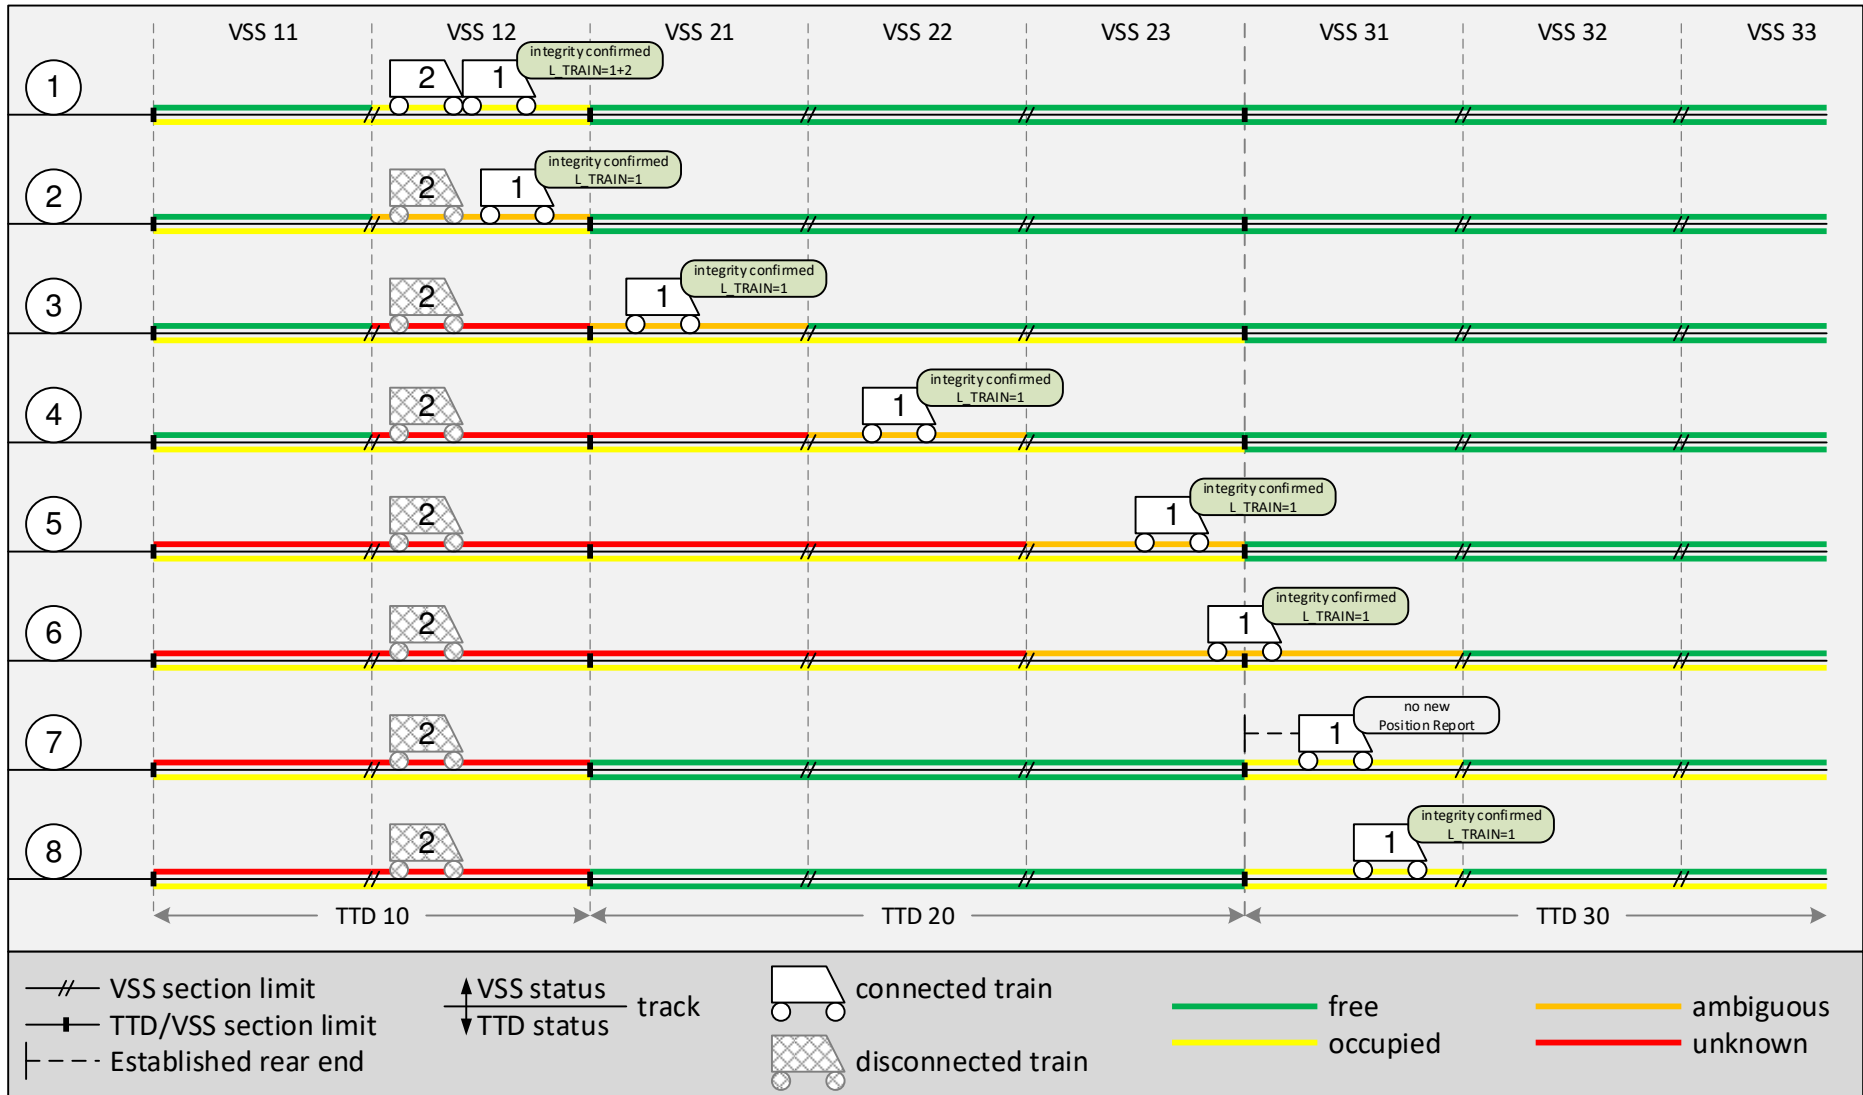 VSS 11 VSS 12 VSS 21 VSS 22 VSS 23 VSS 31 VSS 32 VSS 33
1
2 1
integrity confirmed
L_TRAIN=1+2
2
2 1
integrity confirmed
L_TRAIN=1
3
2 1
integrity confirmed
L_TRAIN=1
4
2 1
integrity confirmed
L_TRAIN=1
5
2 1
integrity confirmed
L_TRAIN=1
6
2 1
integrity confirmed
L_TRAIN=1
7
2 1
no new
Position Report
8
2 1
integrity confirmed
L_TRAIN=1
TTD 10 TTD 20 TTD 30
VSS section limit
TTD/VSS section limit
Established rear end
VSS status
TTD status
track
connected train
disconnected train
free
occupied
ambiguous
unknown